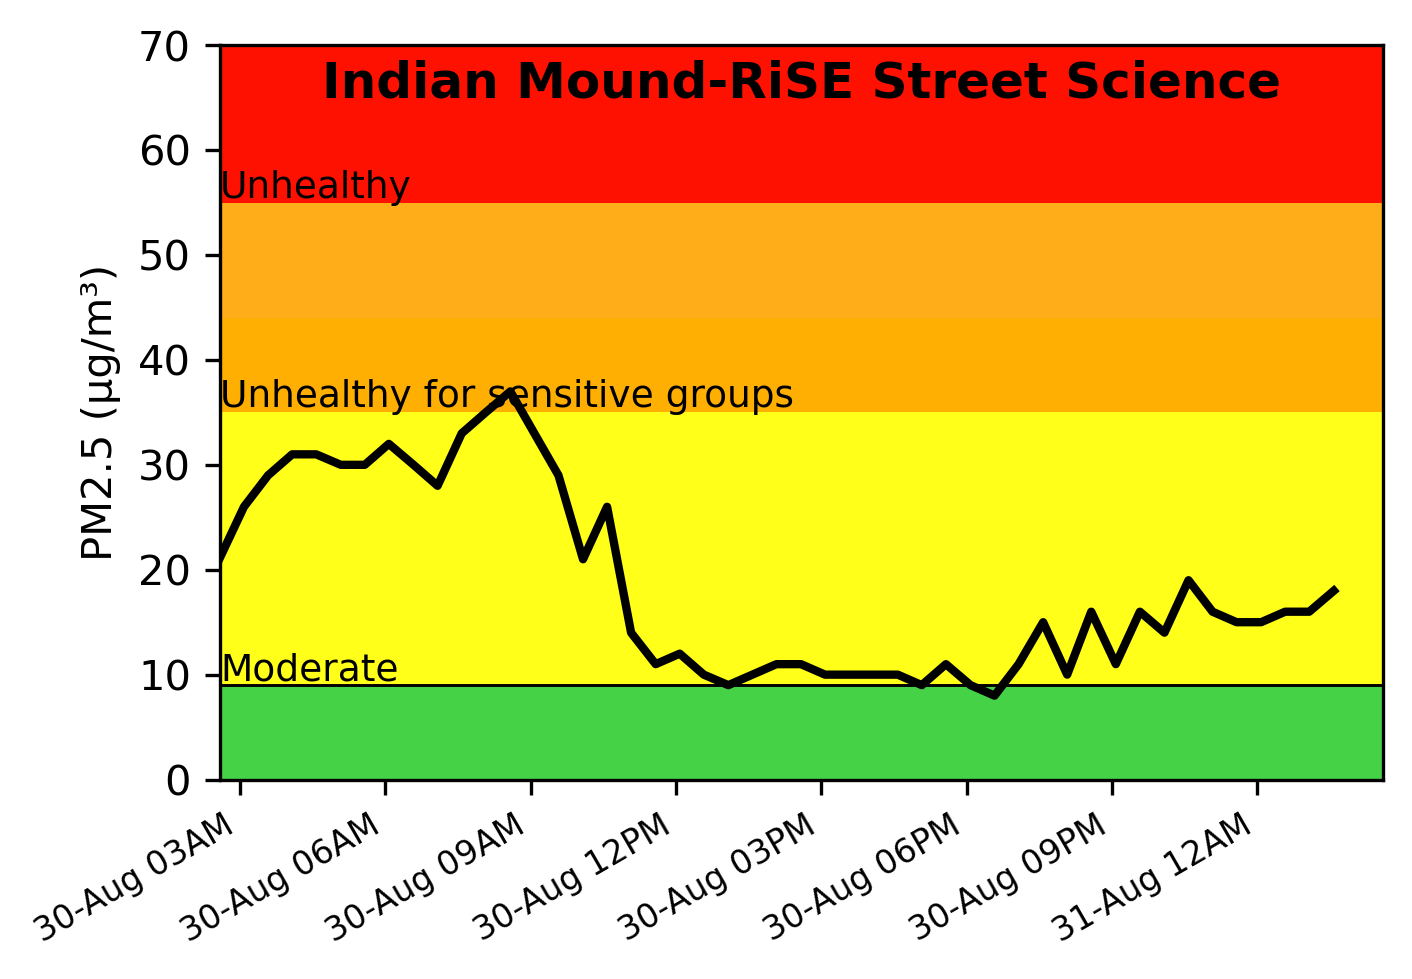 Indian Mound-RiSE Street Science
70
60
Unhealthy
50
40
Unhealthy for sensitive groups
30
20
10
Moderate
0
PM2.5 (µg/m³)
30-Aug 03AM
30-Aug 06AM
30-Aug 09AM
30-Aug 12PM
30-Aug 03PM
30-Aug 06PM
30-Aug 09PM
31-Aug 12AM